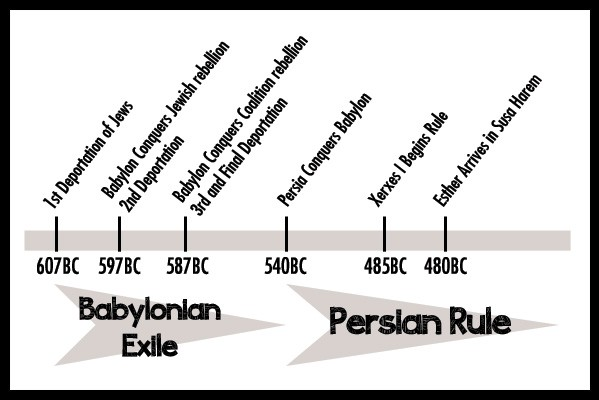 1st Deportation of Jews
Babylon Conquers Jewish rebellion
2nd Deportation
Babylon Conquers Coalition rebellion
3rd and Final Deportation
Persia Conquers Babylon
Xerxes I Begins Rule
Esther Arrives in Susa Harem
607BC 597BC 587BC 540BC 485BC 480BC
Babylonian
Exile
Persian Rule